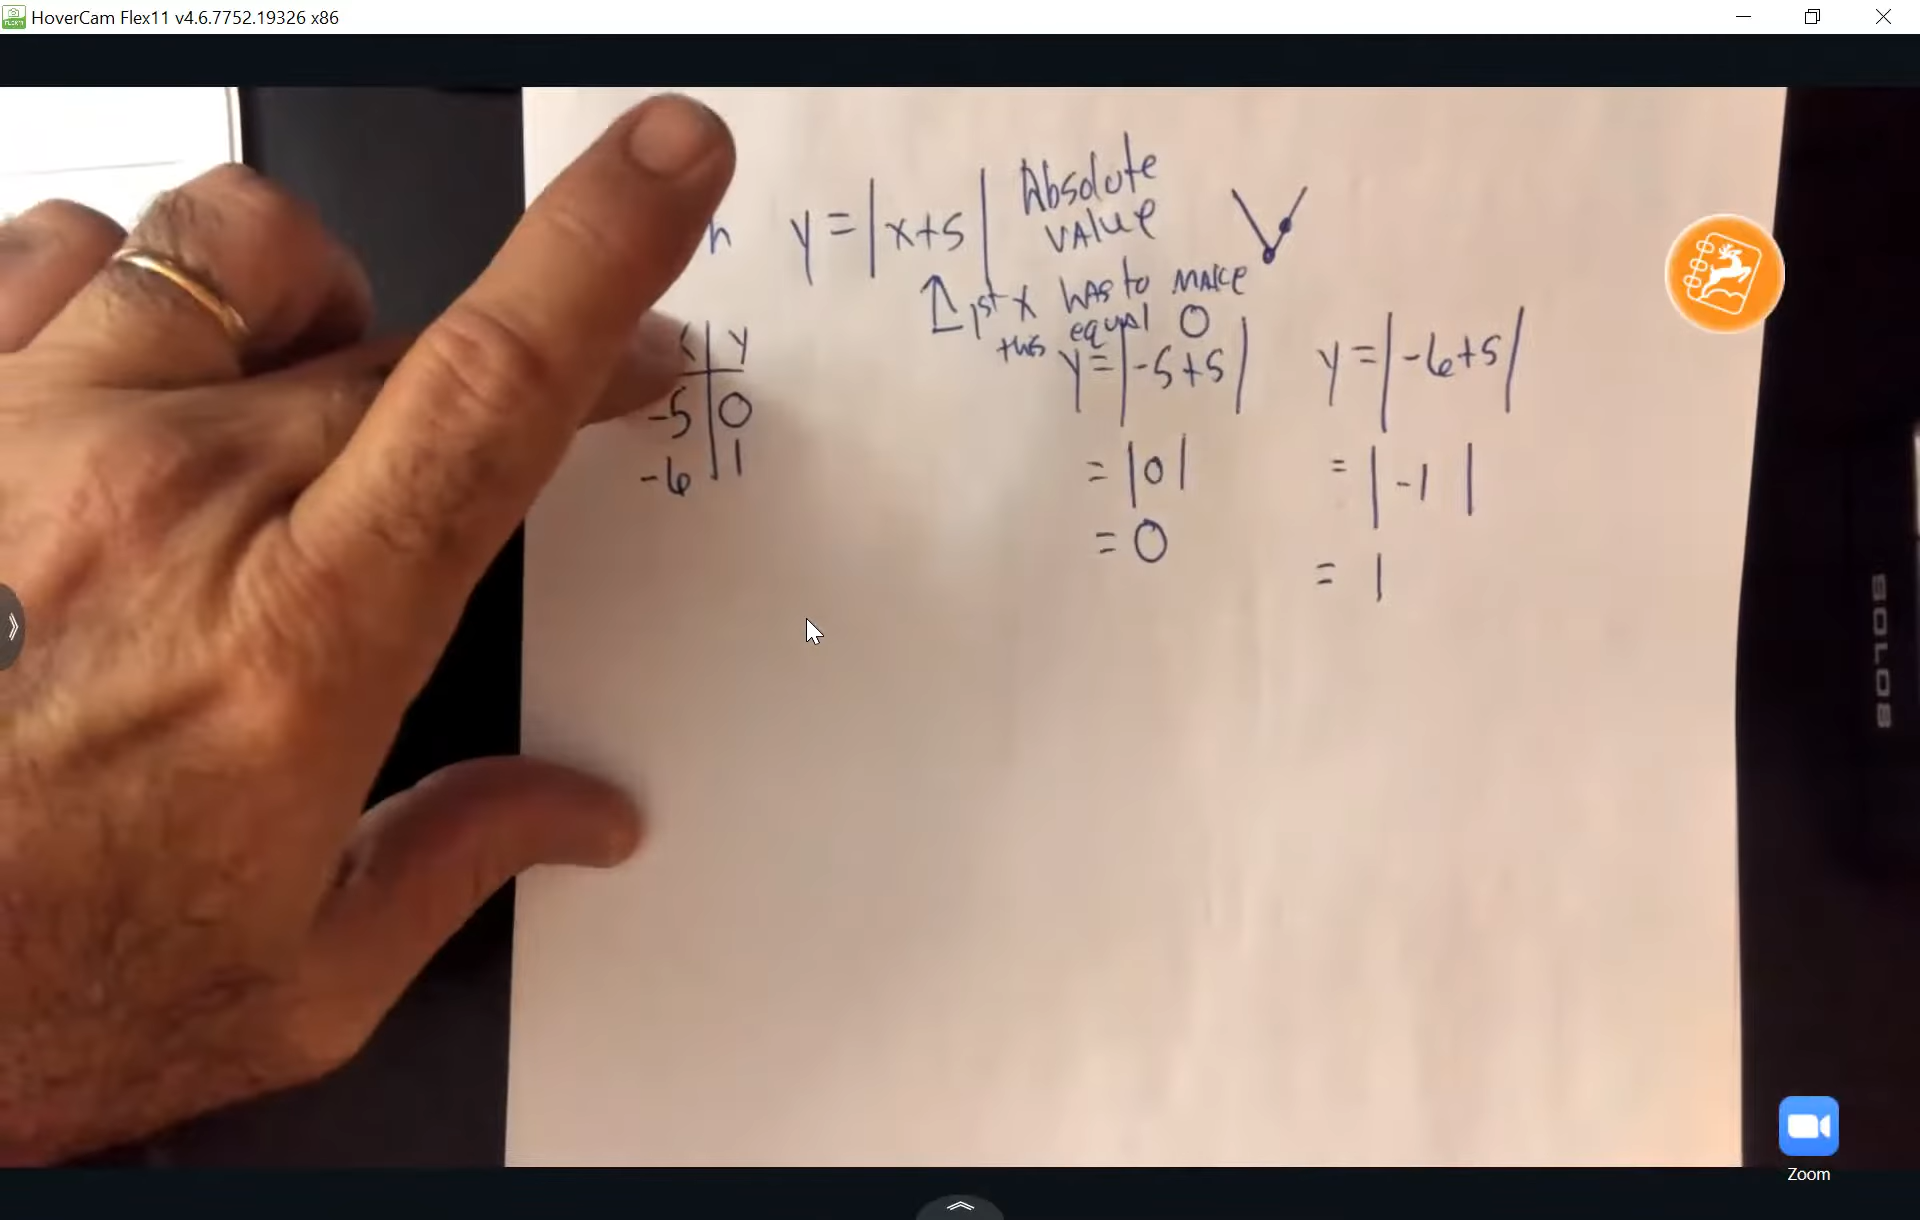 HoverCam Flex11 v4.6.7752.19326 x86
h y=|x+5| Absolute
value
↑ 1st x has to make
this equal 0
x | y
-5 | 0
-6 | 1
y=|-5+5|
=|0|
=0
y=|-6+5|
=|-1|
=1
SOLO8
Zoom